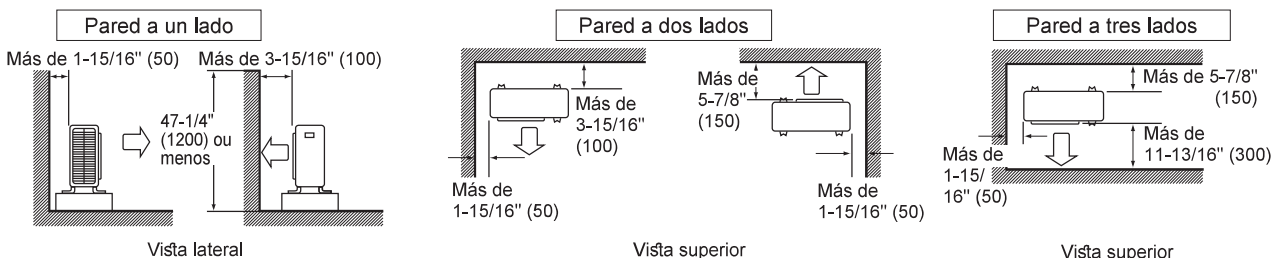 Pared a un lado
Más de 1-15/16" (50)
Más de 3-15/16" (100)
47-1/4"
(1200) ou
menos
Vista lateral
Pared a dos lados
Más de
3-15/16"
(100)
Más de
1-15/16" (50)
Más de
5-7/8"
(150)
Más de
1-15/16" (50)
Vista superior
Pared a tres lados
Más de 5-7/8"
(150)
Más de
11-13/16" (300)
Más de
1-15/
16" (50)
Vista superior